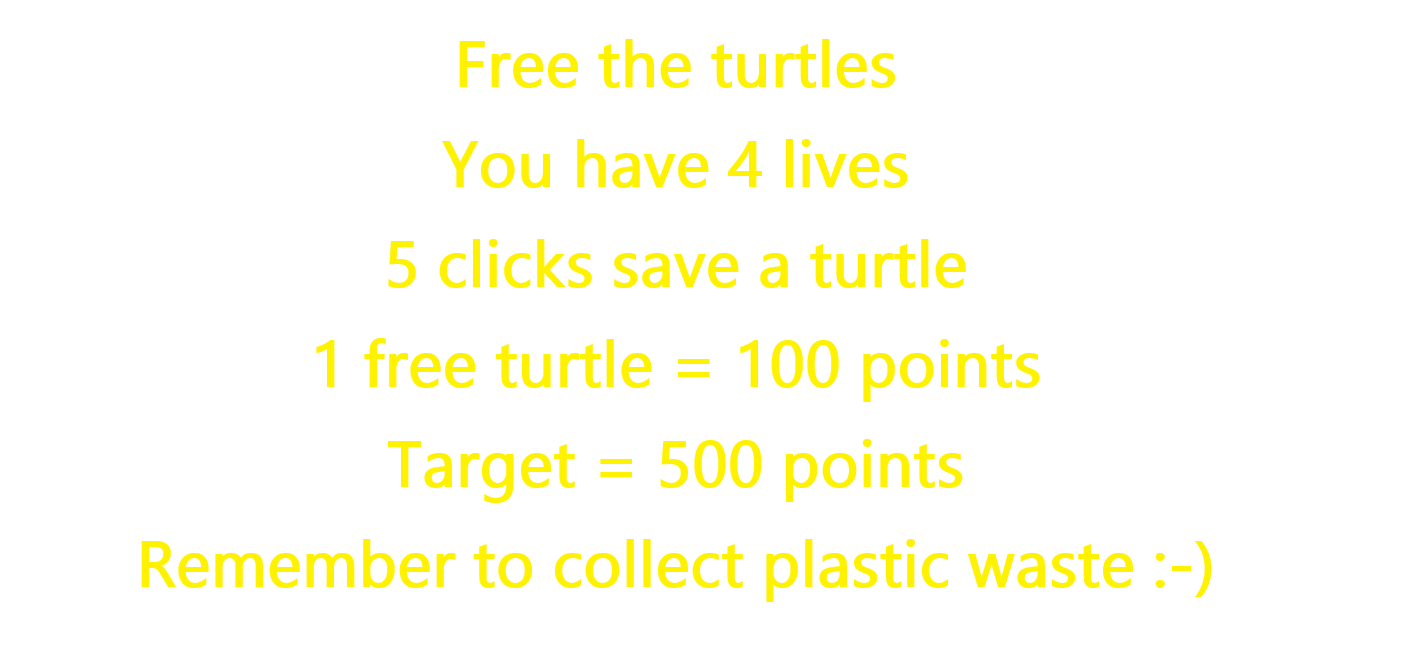 Free the turtles
You have 4 lives
5 clicks save a turtle
1 free turtle = 100 points
Target = 500 points
Remember to collect plastic waste :-)